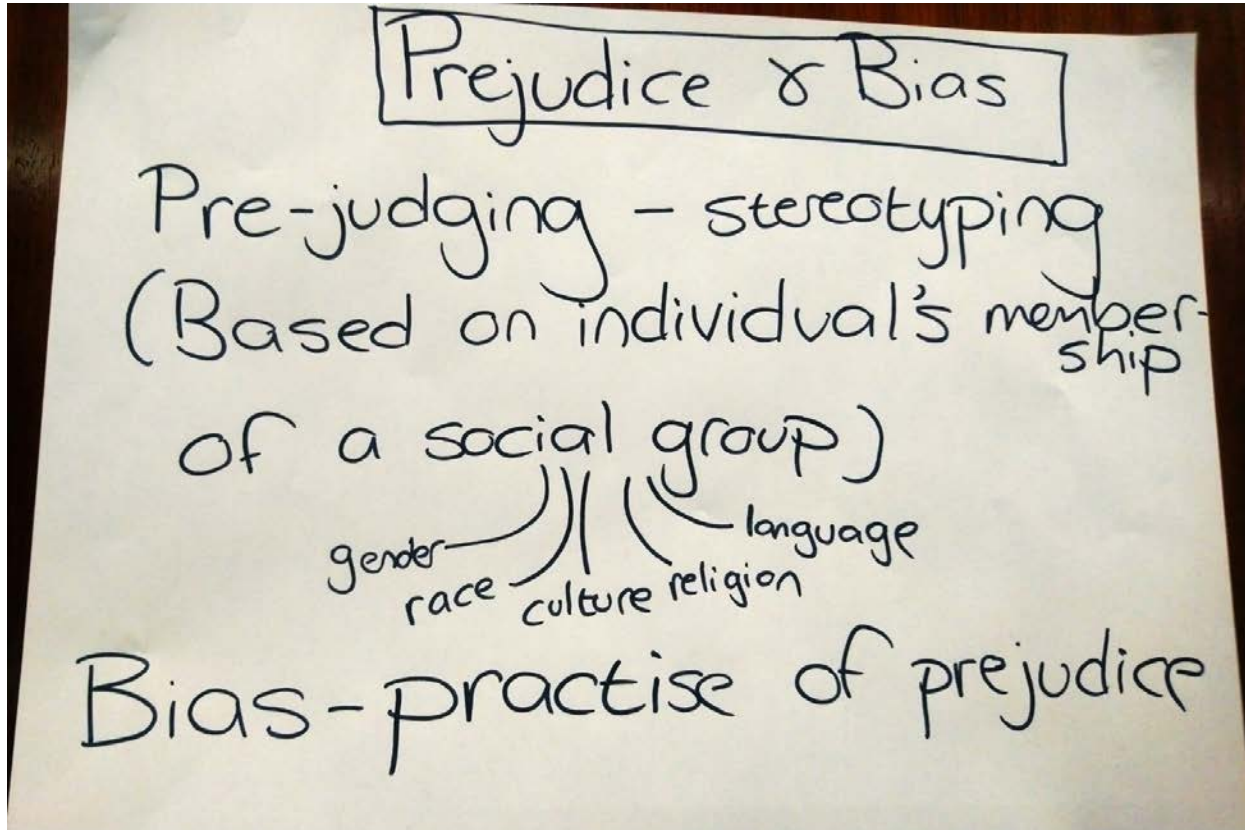 Prejudice & Bias
Pre-judging - stereotyping
(Based on individual's member-
ship
of a social group)
gender race culture religion language
Bias - practise of prejudice